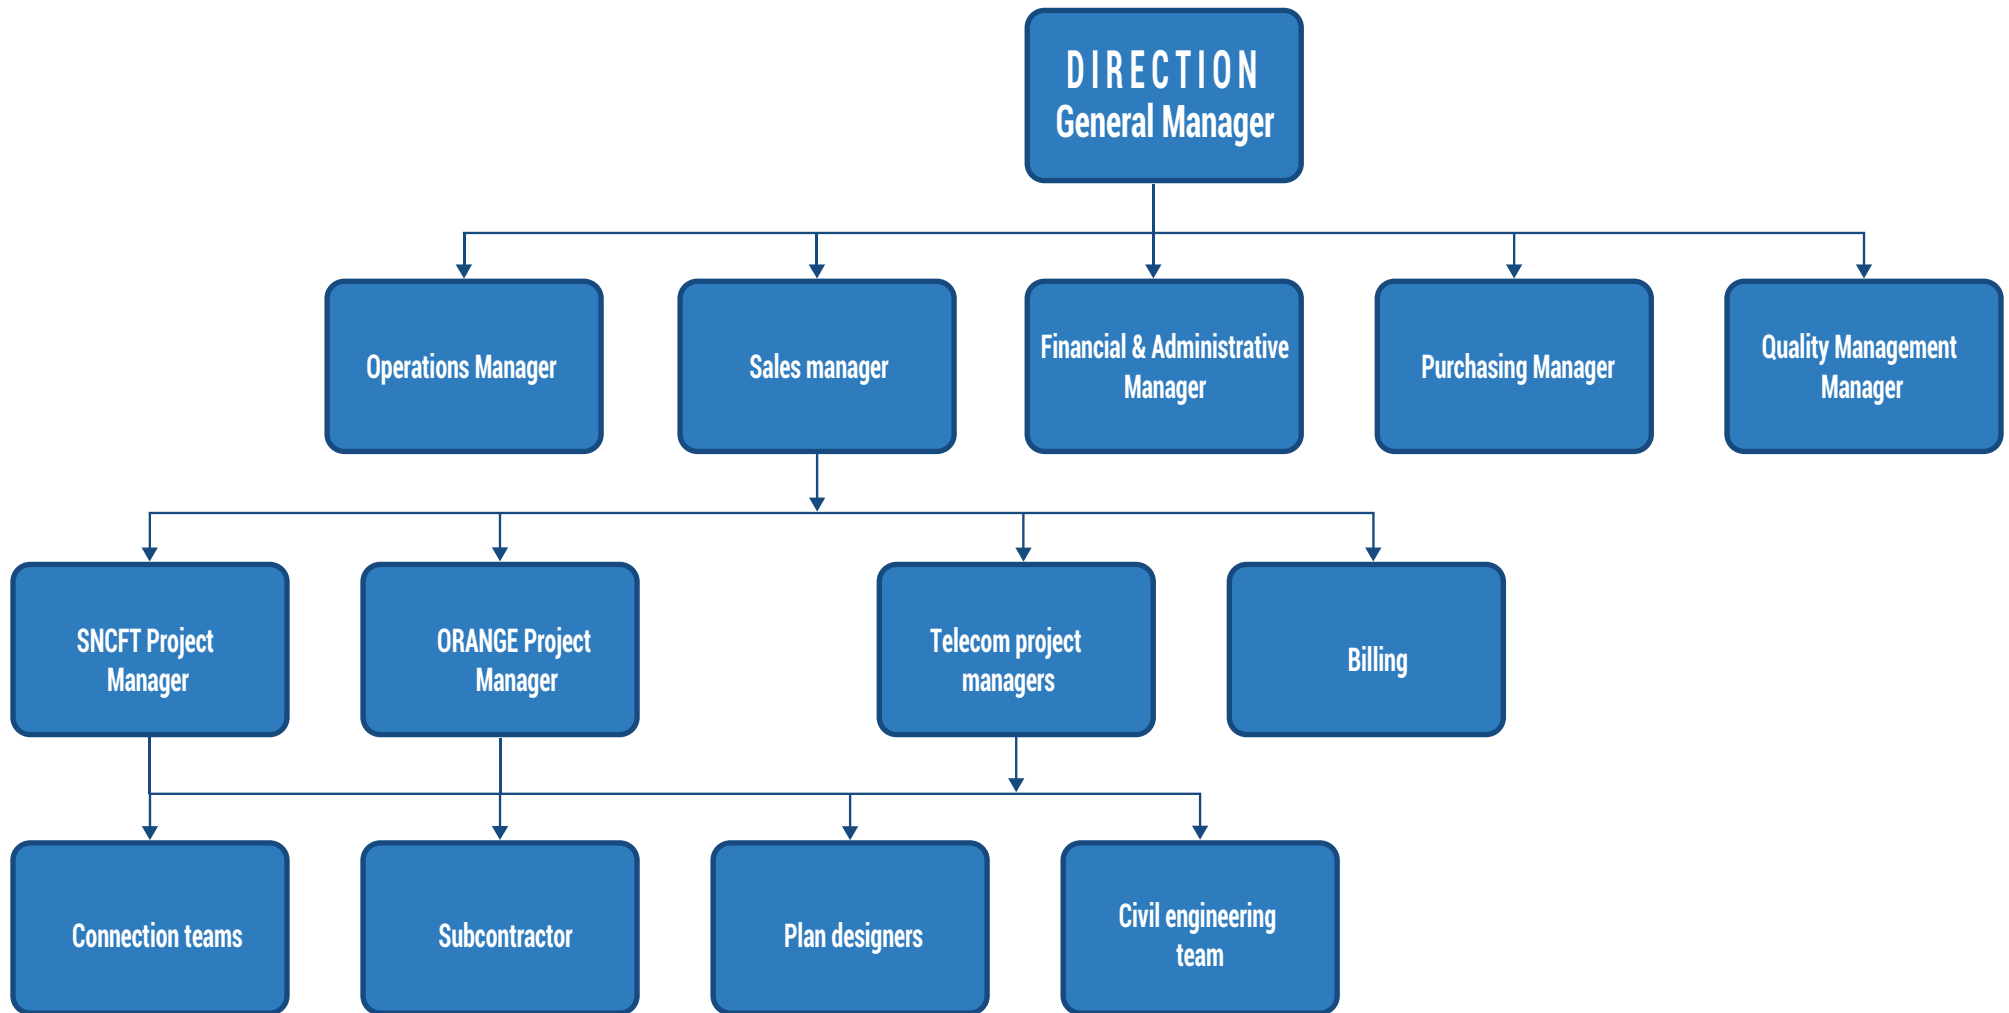 DIRECTION
General Manager
Operations Manager
Sales manager
Financial & Administrative
Manager
Purchasing Manager
Quality Management
Manager
SNCFT Project
Manager
ORANGE Project
Manager
Telecom project
managers
Billing
Connection teams
Subcontractor
Plan designers
Civil engineering
team